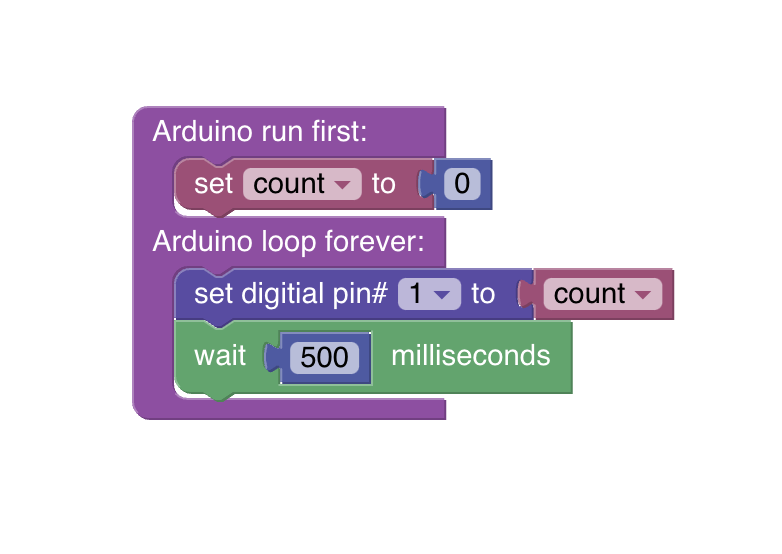 Arduino run first:
set count to 0
Arduino loop forever:
set digitial pin# 1 to count
wait 500 milliseconds